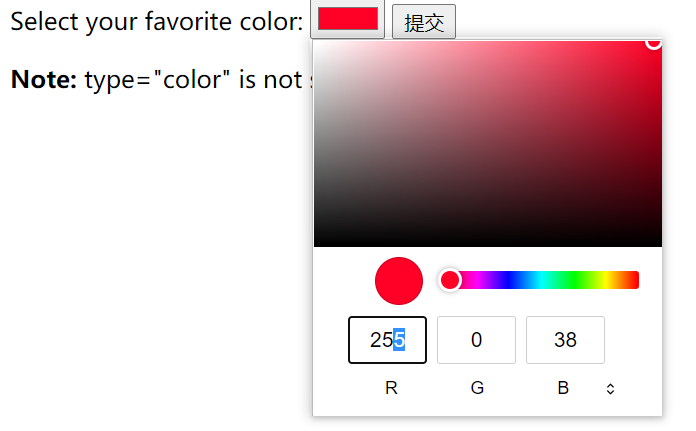 Select your favorite color: 提交
Note: type="color" is not
255 0 38
R G B